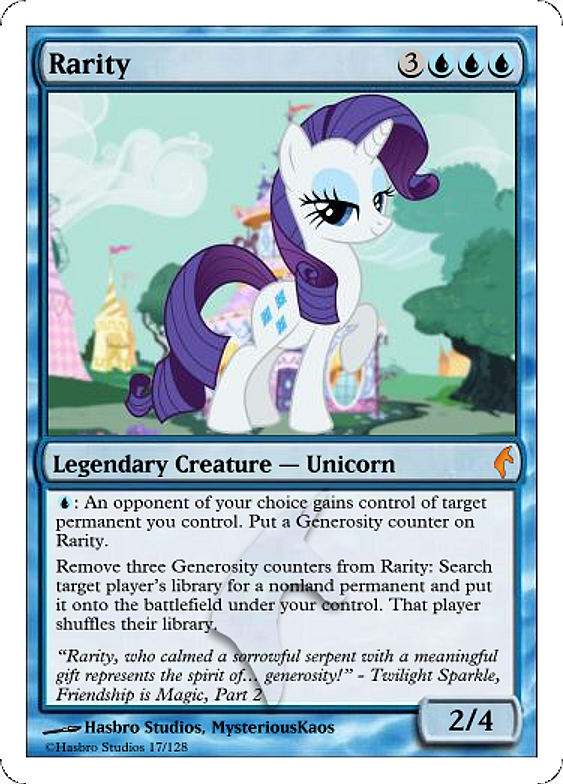 Rarity 3
Legendary Creature — Unicorn
: An opponent of your choice gains control of target
permanent you control. Put a Generosity counter on
Rarity.
Remove three Generosity counters from Rarity: Search
target player's library for a nonland permanent and put
it onto the battlefield under your control. That player
shuffles their library.
“Rarity, who calmed a sorrowful serpent with a meaningful
gift represents the spirit of... generosity!” - Twilight Sparkle,
Friendship is Magic, Part 2
2/4
Hasbro Studios, MysteriousKaos
©Hasbro Studios 17/128